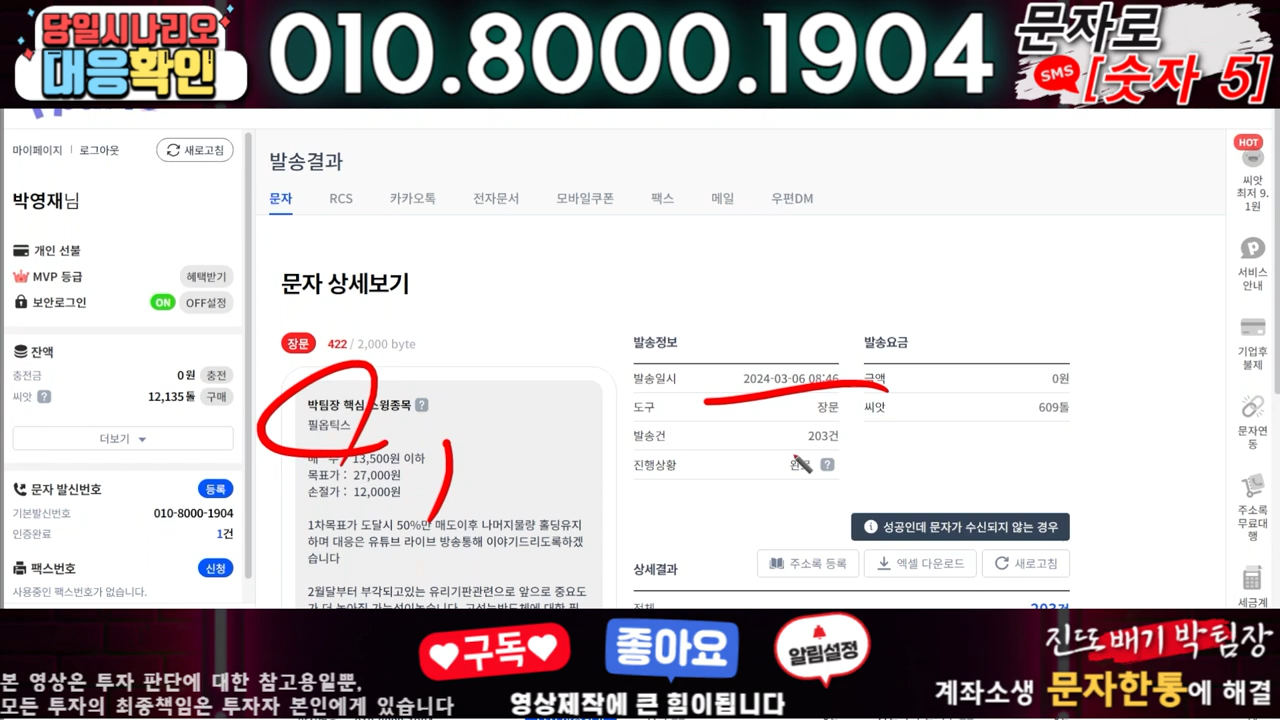 당일시나리오
대응확인
010.8000.1904
문자로
SMS
[숫자 5]
마이페이지
로그아웃
새로고침
박영재님
개인 선불
MVP 등급
혜택받기
보안로그인
ON
OFF설정
잔액
충전금
0원
충전
씨앗 ?
12,135톨
구매
더보기
문자 발신번호
등록
기본발신번호
010-8000-1904
인증완료
1건
팩스번호
신청
사용중인 팩스번호가 없습니다.
발송결과
문자
RCS
카카오톡
전자문서
모바일쿠폰
팩스
메일
우편DM
문자 상세보기
장문
422 / 2,000 byte
박팀장 핵심 스윙종목 ?
필옵틱스
13,500원 이하
목표가 : 27,000원
손절가 : 12,000원
1차목표가 도달시 50%만 매도이후 나머지물량 홀딩유지
하며 대응은 유튜브 라이브 방송통해 이야기드리도록하겠
습니다
2월달부터 부각되고있는 유리기판관련으로 앞으로 중요도
발송정보
발송일시
2024-03-06 08:46
도구
장문
발송건
203건
진행상황
?
발송요금
금액
0원
씨앗
609톨
성공인데 문자가 수신되지 않는 경우
상세결과
주소록 등록
엑셀 다운로드
새로고침
HOT
씨앗
최저 9.
1원
서비스
안내
기업후
불제
문자연
동
주소록
무료대
행
세금계
구독
좋아요
알림설정
본 영상은 투자 판단에 대한 참고용일뿐,
모든 투자의 최종책임은 투자자 본인에게 있습니다
영상제작에 큰 힘이됩니다
진또배기 박팀장
계좌소생 문자한통에 해결